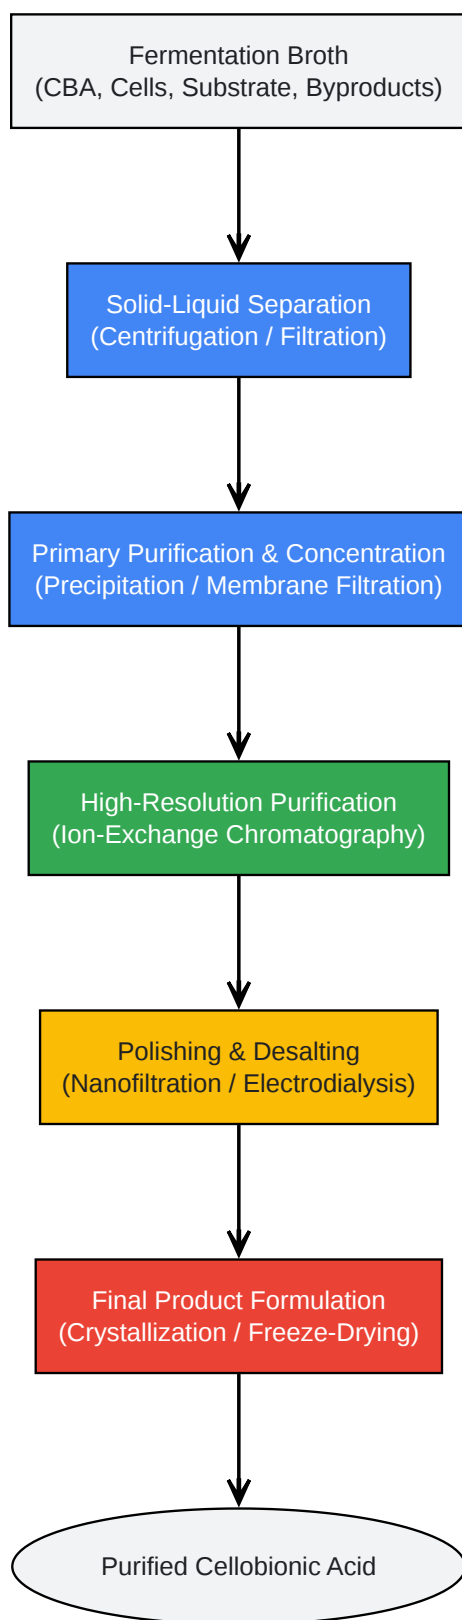 Fermentation Broth
(CBA, Cells, Substrate, Byproducts)
Solid-Liquid Separation
(Centrifugation / Filtration)
Primary Purification & Concentration
(Precipitation / Membrane Filtration)
High-Resolution Purification
(Ion-Exchange Chromatography)
Polishing & Desalting
(Nanofiltration / Electrodialysis)
Final Product Formulation
(Crystallization / Freeze-Drying)
Purified Cellobionic Acid